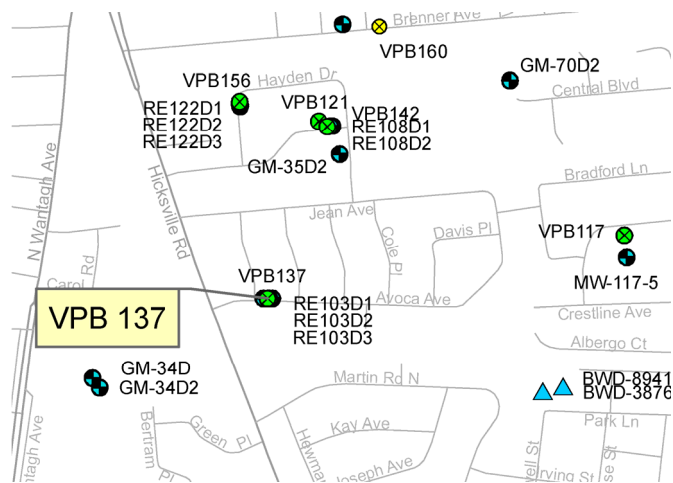 Brenner Ave
VPB160
GM-70D2
VPB156
Hayden Dr
Central Blvd
VPB121
RE122D1
VPB142
RE122D2
RE108D1
RE122D3
RE108D2
GM-35D2
Bradford Ln
N Wantagh Ave
Hicksville Rd
Jean Ave
Davis Pl
VPB117
Cole Pl
Carol Rd
VPB137
MW-117-5
RE103D1
Avoca Ave
VPB 137
RE103D2
Crestline Ave
RE103D3
Albergo Ct
GM-34D
Martin Rd N
BWD-8941
GM-34D2
BWD-3876
Park Ln
Bertram
Green Pl
Kay Ave
Joseph Ave
Pl
Irving St